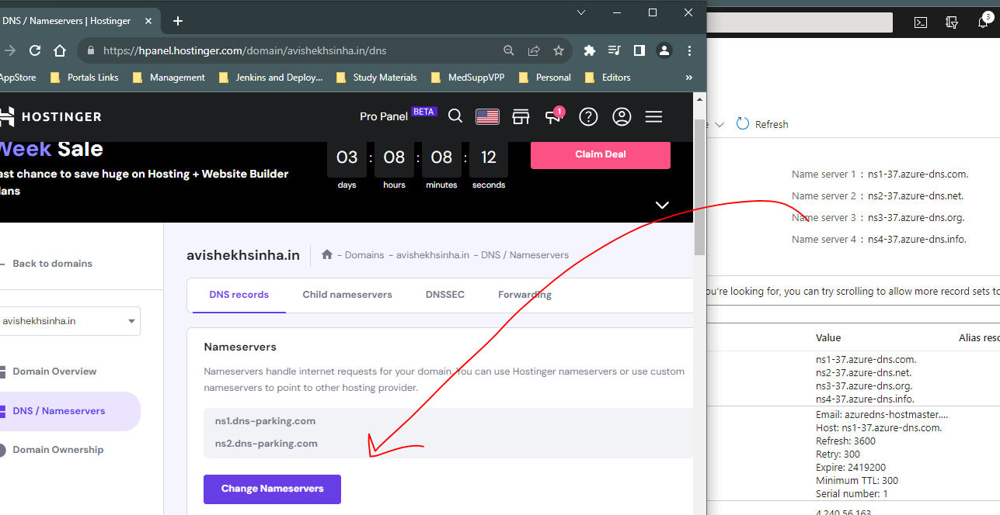 DNS / Nameservers | Hostinger
3
https://hpanel.hostinger.com/domain/avishekhsinha.in/dns
AppStore Portals Links Management Jenkins and Deploy... Study Materials MedSuppVPP Personal Editors »
HOSTINGER Pro Panel BETA 1
Week Sale
03 : 08 : 08 : 12
days hours minutes seconds
Claim Deal
ast chance to save huge on Hosting + Website Builder
lans
Back to domains
avishekhsinha.in
Domain Overview
DNS / Nameservers
Domain Ownership
avishekhsinha.in - Domains - avishekhsinha.in - DNS / Nameservers
DNS records Child nameservers DNSSEC Forwarding
Nameservers
Nameservers handle internet requests for your domain. You can use Hostinger nameservers or use custom
nameservers to point to other hosting provider.
ns1.dns-parking.com
ns2.dns-parking.com
Change Nameservers
e Refresh
Name server 1 : ns1-37.azure-dns.com.
Name server 2 : ns2-37.azure-dns.net.
Name server 3 : ns3-37.azure-dns.org.
Name server 4 : ns4-37.azure-dns.info.
ou're looking for, you can try scrolling to allow more record sets to
Value Alias resc
ns1-37.azure-dns.com.
ns2-37.azure-dns.net.
ns3-37.azure-dns.org.
ns4-37.azure-dns.info.
Email: azuredns-hostmaster....
Host: ns1-37.azure-dns.com.
Refresh: 3600
Retry: 300
Expire: 2419200
Minimum TTL: 300
Serial number: 1
4.240.56.163